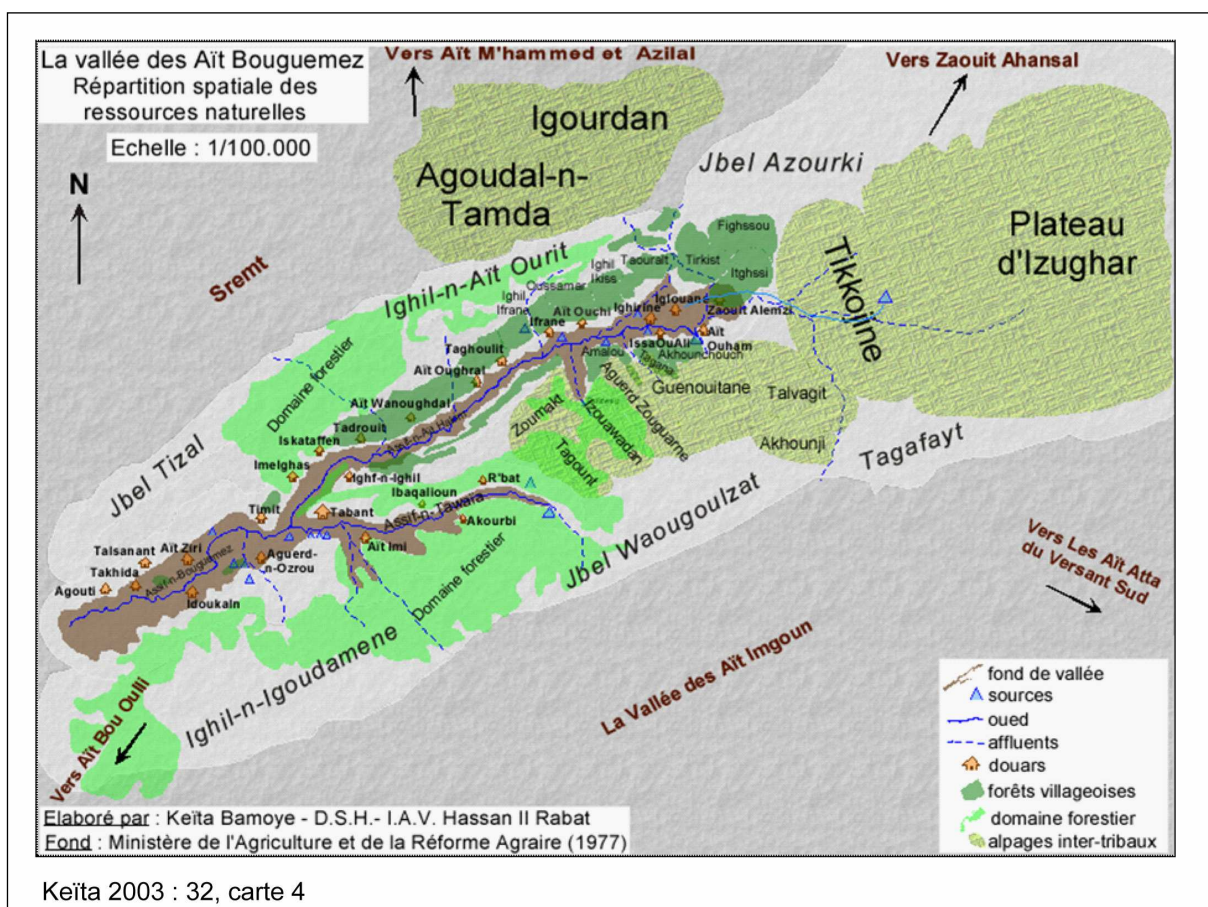 La vallée des Aït Bouguemez
Répartition spatiale des
ressources naturelles
Echelle : 1/100.000
N
Vers Aït M'hammed et Azilal
Vers Zaouit Ahansal
Igourdan
Agoudal-n-
Tamda
Jbel Azourki
Plateau
d'Izughar
Tikkojine
Sremt
Ighil-n-Aït Ourit
Fighssou
Tirkist
Itghssi
Taouralt
Ighil
Ikiss
Oussamar
Ighil
Ifrane
Ifrane
Aït Ouchi
Ighirine
Iglouane
Zaouit Alemzi
Aït
Ouham
IssaOuAli
Akhounchouch
Amalou
Tagana
Guenouitane
Talvagit
Akhounji
Tagafayt
Aguerd Zouguarne
Izouawadan
Zoumakt
Tagount
Taghoulit
Aït Oughral
Aït Wanoughdal
Domaine forestier
Tadrouit
Iskataffen
Imelghas
Ighf-n-Ighil
Jbel Tizal
Timit
Tabant
Ibaqalioun
R'bat
Assif-n-Tawara
Akourbi
Aït Imi
Domaine forestier
Jbel Waougoulzat
Talsanant
Aït Ziri
Takhida
Agouti
Assif-n-Bouguemez
Aguerd-
n-Ozrou
Idoukaln
Ighil-n-Igoudamene
Vers Aït Bou Oulli
La Vallée des Aït Imgoun
Vers Les Aït Atta
du Versant Sud
fond de vallée
sources
oued
affluents
douars
forêts villageoises
domaine forestier
alpages inter-tribaux
Elaboré par : Keïta Bamoye - D.S.H.- I.A.V. Hassan II Rabat
Fond : Ministère de l'Agriculture et de la Réforme Agraire (1977)
Keïta 2003 : 32, carte 4